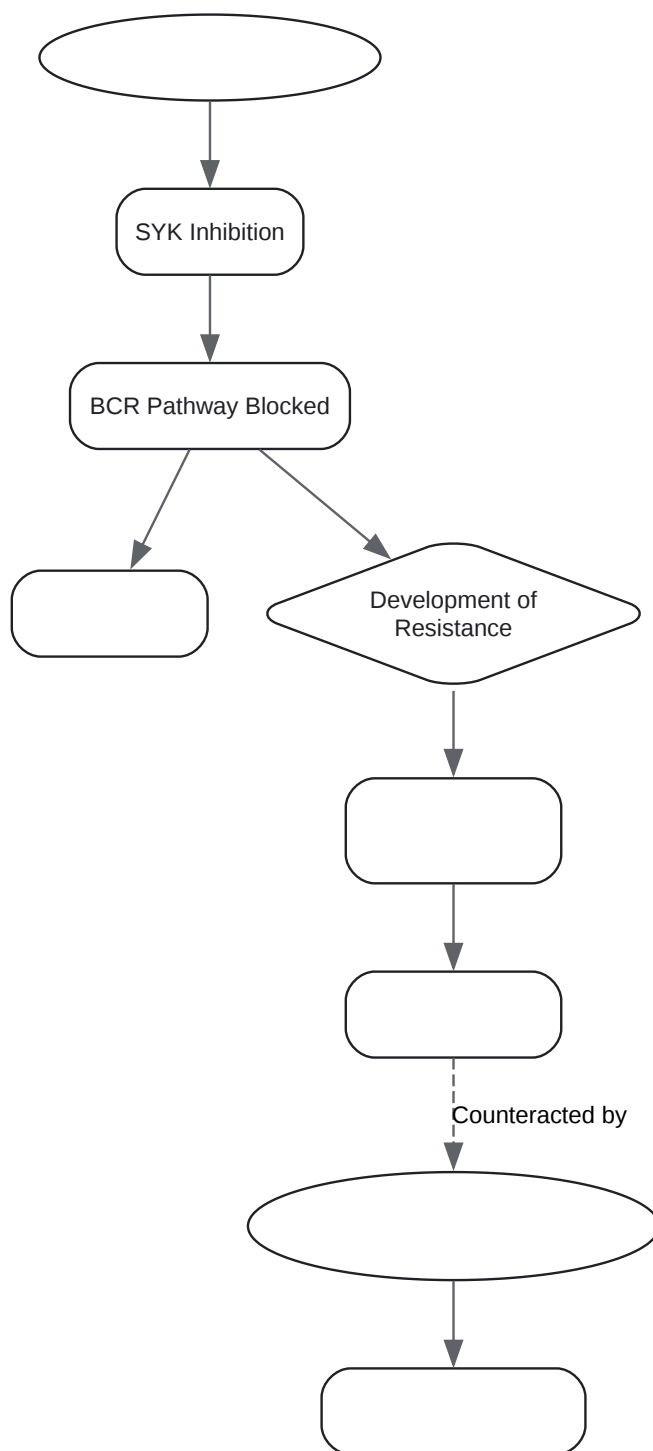 SYK Inhibition
BCR Pathway Blocked
Development of
Resistance
Counteracted by